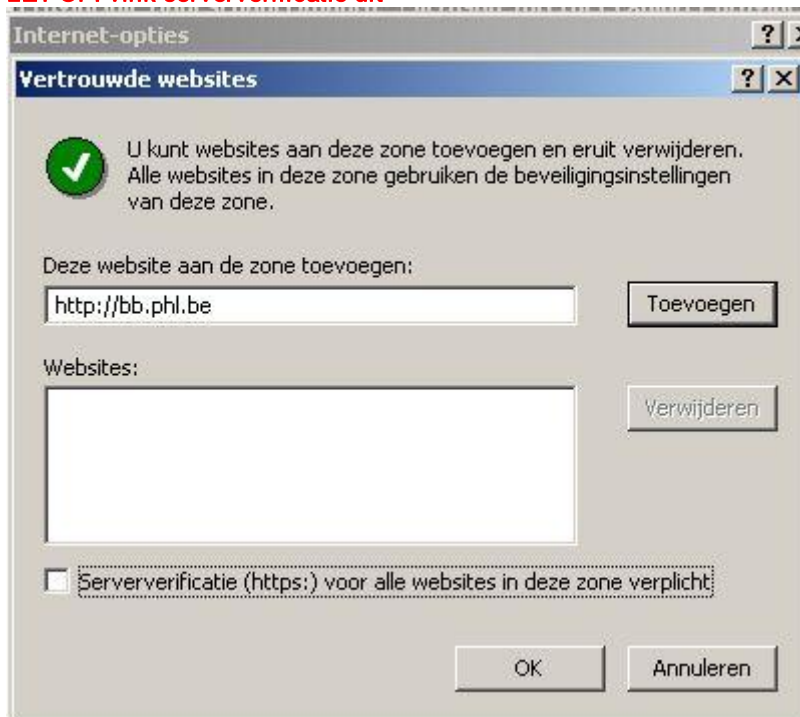 Internet-opties
Vertrouwde websites
U kunt websites aan deze zone toevoegen en eruit verwijderen.
Alle websites in deze zone gebruiken de beveiligingsinstellingen
van deze zone.
Deze website aan de zone toevoegen:
http://bb.phl.be
Toevoegen
Websites:
Verwijderen
Serververificatie (https:) voor alle websites in deze zone verplicht
OK
Annuleren